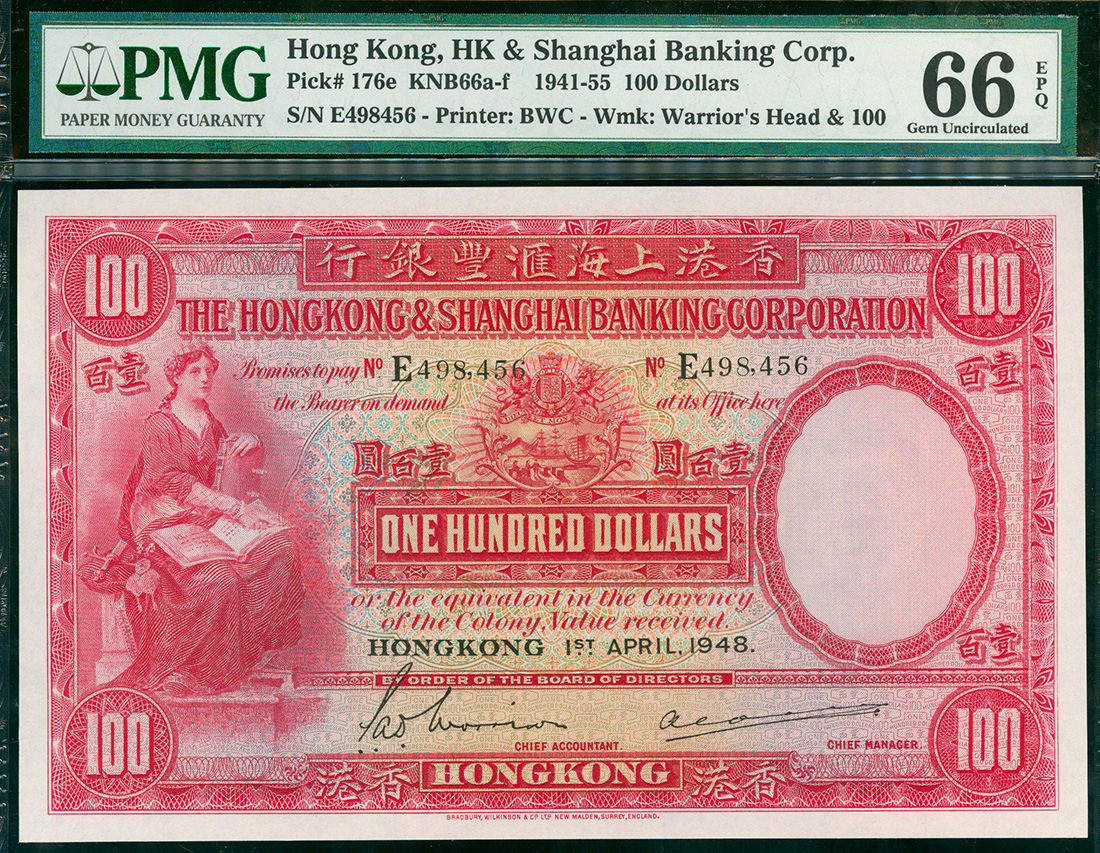 PMG
PAPER MONEY GUARANTY
Hong Kong, HK & Shanghai Banking Corp.
Pick# 176e KNB66a-f 1941-55 100 Dollars
S/N E498456 - Printer: BWC - Wmk: Warrior's Head & 100
66 EPQ
Gem Uncirculated
行銀豐滙海上港香
100 100
THE HONGKONG & SHANGHAI BANKING CORPORATION
百壹 百壹
Promises to pay No E498,456 No E498,456
the Bearer on demand at its Office here
圓百壹 圓百壹
ONE HUNDRED DOLLARS
or the equivalent in the Currency
of the Colony, Value received.
百壹
HONGKONG 1ST APRIL, 1948.
BY ORDER OF THE BOARD OF DIRECTORS
100 100
CHIEF ACCOUNTANT. CHIEF MANAGER.
港香 HONGKONG 港香
BRADBURY, WILKINSON & Co LTD NEW MALDEN, SURREY, ENGLAND.